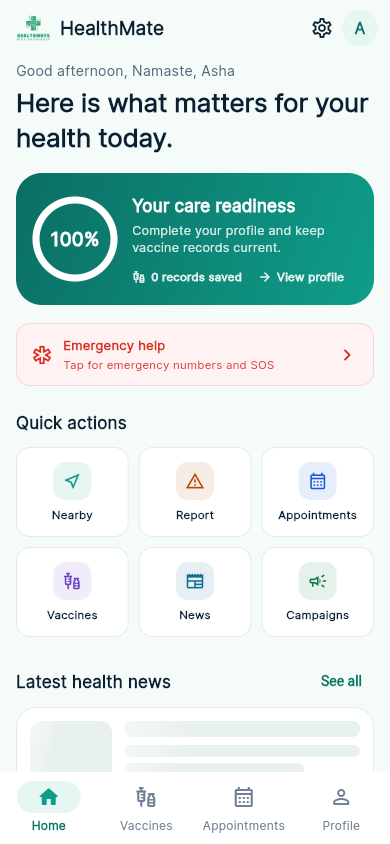 HEALTHMATE
HealthMate
A
Good afternoon, Namaste, Asha
Here is what matters for your
health today.
100%
Your care readiness
Complete your profile and keep
vaccine records current.
0 records saved
View profile
Emergency help
Tap for emergency numbers and SOS
Quick actions
Nearby
Report
Appointments
Vaccines
News
Campaigns
Latest health news
See all
Home
Vaccines
Appointments
Profile